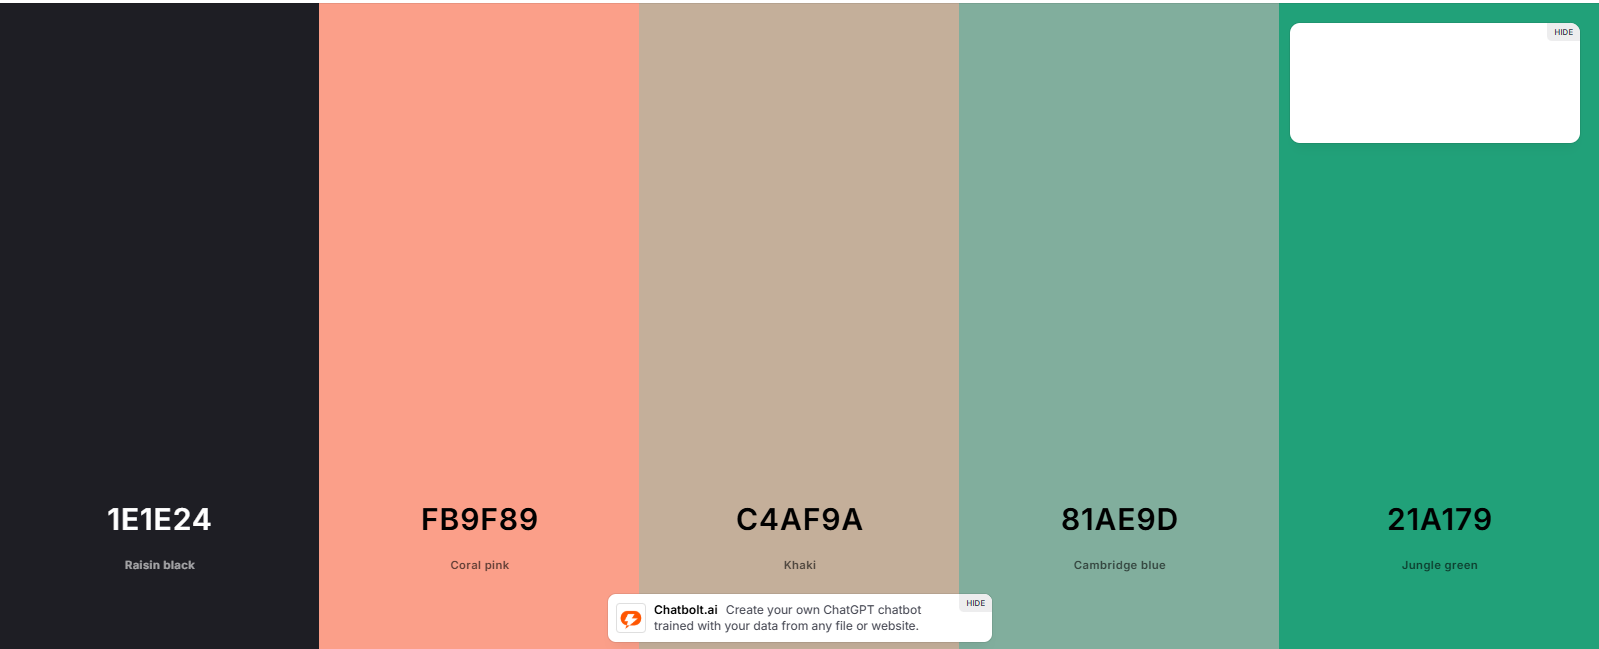 HIDE
1E1E24
FB9F89
C4AF9A
81AE9D
21A179
Raisin black
Coral pink
Khaki
Cambridge blue
Jungle green
Chatbolt.ai Create your own ChatGPT chatbot
trained with your data from any file or website.
HIDE